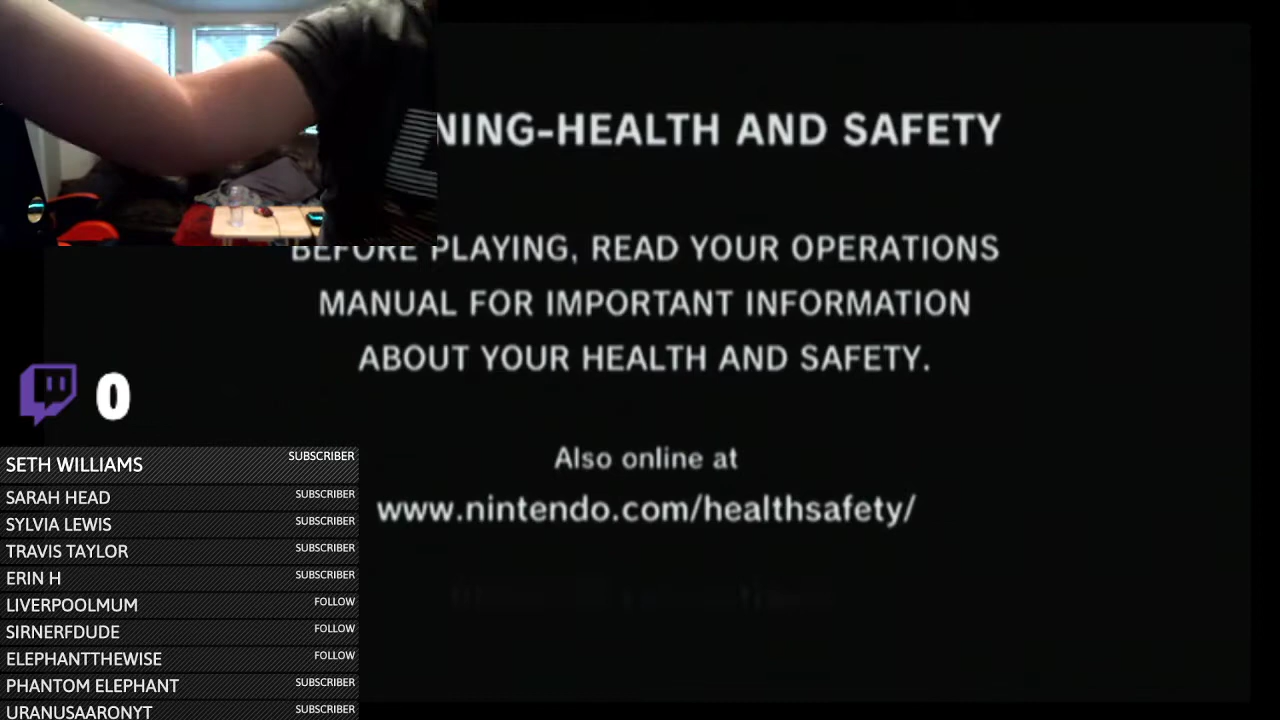 NING-HEALTH AND SAFETY
BEFORE PLAYING, READ YOUR OPERATIONS
MANUAL FOR IMPORTANT INFORMATION
ABOUT YOUR HEALTH AND SAFETY.
Also online at
www.nintendo.com/healthsafety/
0
SETH WILLIAMS SUBSCRIBER
SARAH HEAD SUBSCRIBER
SYLVIA LEWIS SUBSCRIBER
TRAVIS TAYLOR SUBSCRIBER
ERIN H SUBSCRIBER
LIVERPOOLMUM FOLLOW
SIRNERFDUDE FOLLOW
ELEPHANTTHEWISE FOLLOW
PHANTOM ELEPHANT SUBSCRIBER
URANUSAARONYT SUBSCRIBER